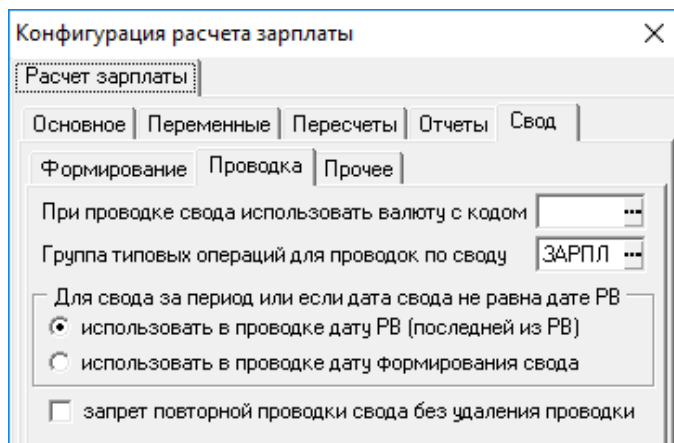 Конфигурация расчета зарплаты
Расчет зарплаты
Основное Переменные Пересчеты Отчеты Свод
Формирование Проводка Прочее
При проводке свода использовать валюту с кодом ...
Группа типовых операций для проводок по своду ЗАРПЛ ...
Для свода за период или если дата свода не равна дате РВ
использовать в проводке дату РВ (последней из РВ)
использовать в проводке дату формирования свода
запрет повторной проводки свода без удаления проводки